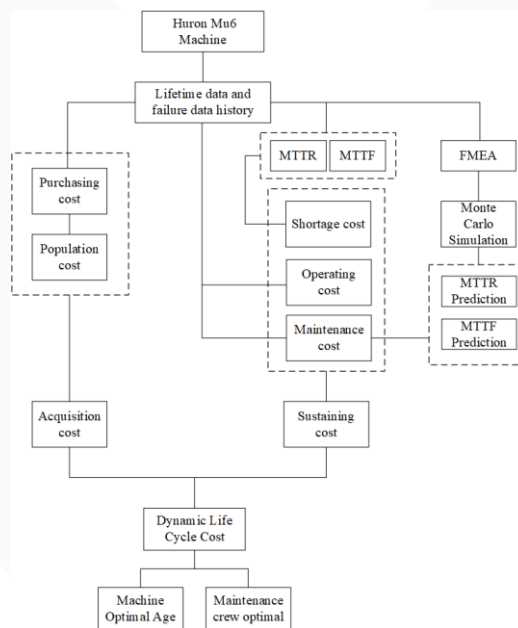 Huron Mu6
Machine
Lifetime data and
failure data history
MTTR
MTTF
FMEA
Purchasing
cost
Population
cost
Shortage cost
Operating
cost
Maintenance
cost
Monte
Carlo
Simulation
MTTR
Prediction
MTTF
Prediction
Acquisition
cost
Sustaining
cost
Dynamic Life
Cycle Cost
Machine
Optimal Age
Maintenance
crew optimal